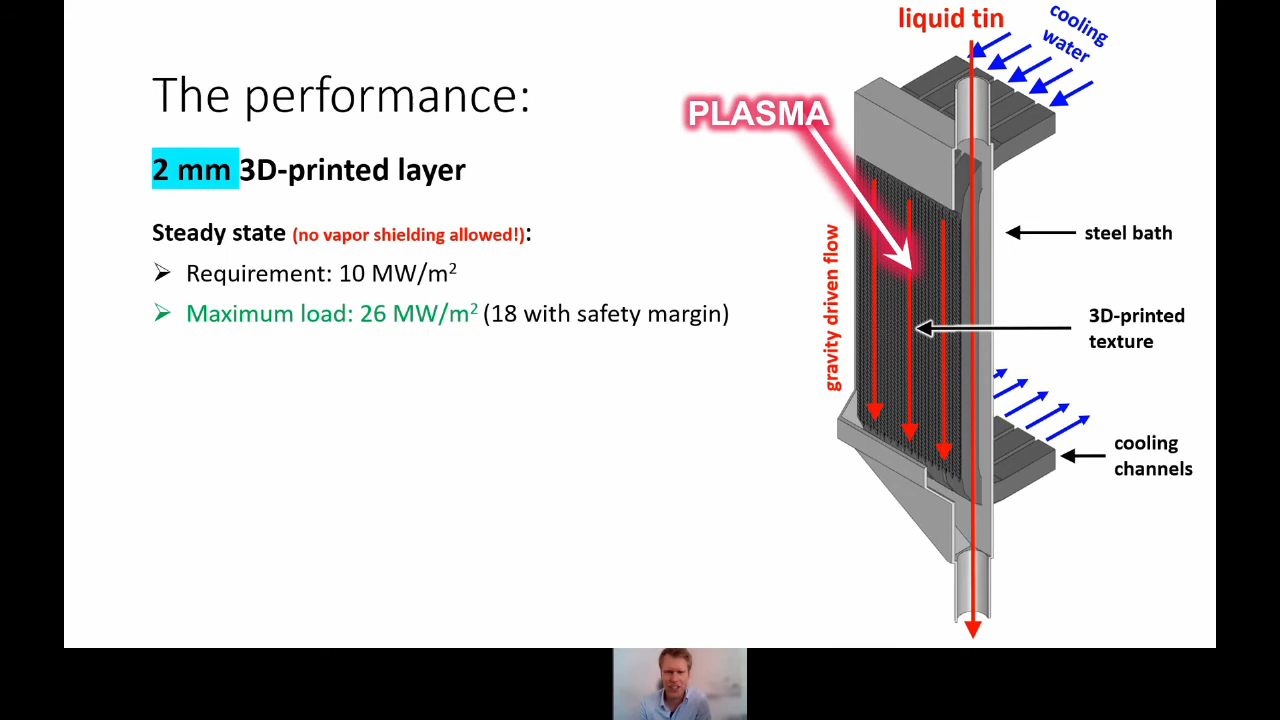 The performance:
2 mm 3D-printed layer
Steady state (no vapor shielding allowed!):
Requirement: 10 MW/m²
Maximum load: 26 MW/m² (18 with safety margin)
liquid tin
cooling
water
PLASMA
gravity driven flow
steel bath
3D-printed
texture
cooling
channels